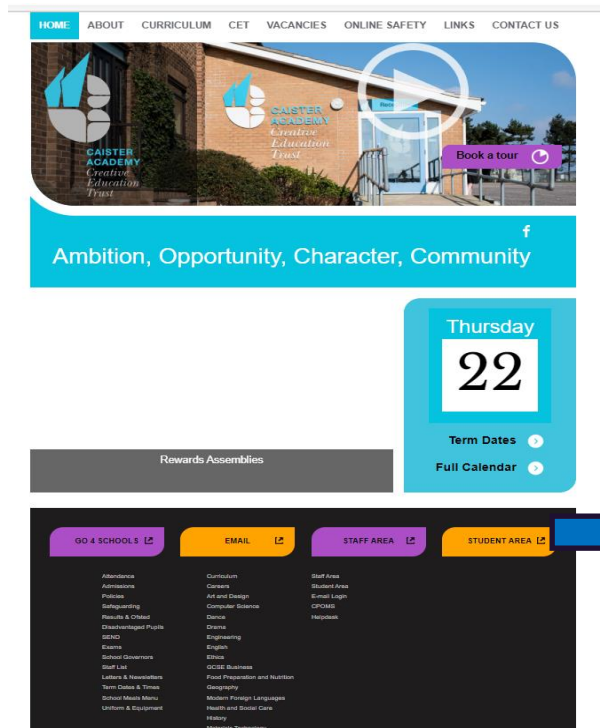 HOME ABOUT CURRICULUM CET VACANCIES ONLINE SAFETY LINKS CONTACT US
CAISTER
ACADEMY
Creative
Education
Trust
CAISTER
ACADEMY
Creative
Education
Trust
Book a tour
Ambition, Opportunity, Character, Community
Thursday
22
Term Dates
Full Calendar
Rewards Assemblies
GO 4 SCHOOLS EMAIL STAFF AREA STUDENT AREA
Attendance
Admissions
Policies
Safeguarding
Results & Ofsted
Disadvantaged Pupils
SEND
Exams
School Governors
Staff List
Letters & Newsletters
Term Dates & Times
School Meals Menu
Uniform & Equipment
Curriculum
Careers
Art and Design
Computer Science
Dance
Drama
Engineering
English
Ethics
GCSE Business
Food Preparation and Nutrition
Geography
Modern Foreign Languages
Health and Social Care
History
Materials Technology
Staff Area
Student Area
E-mail Login
CPOMS
Helpdesk